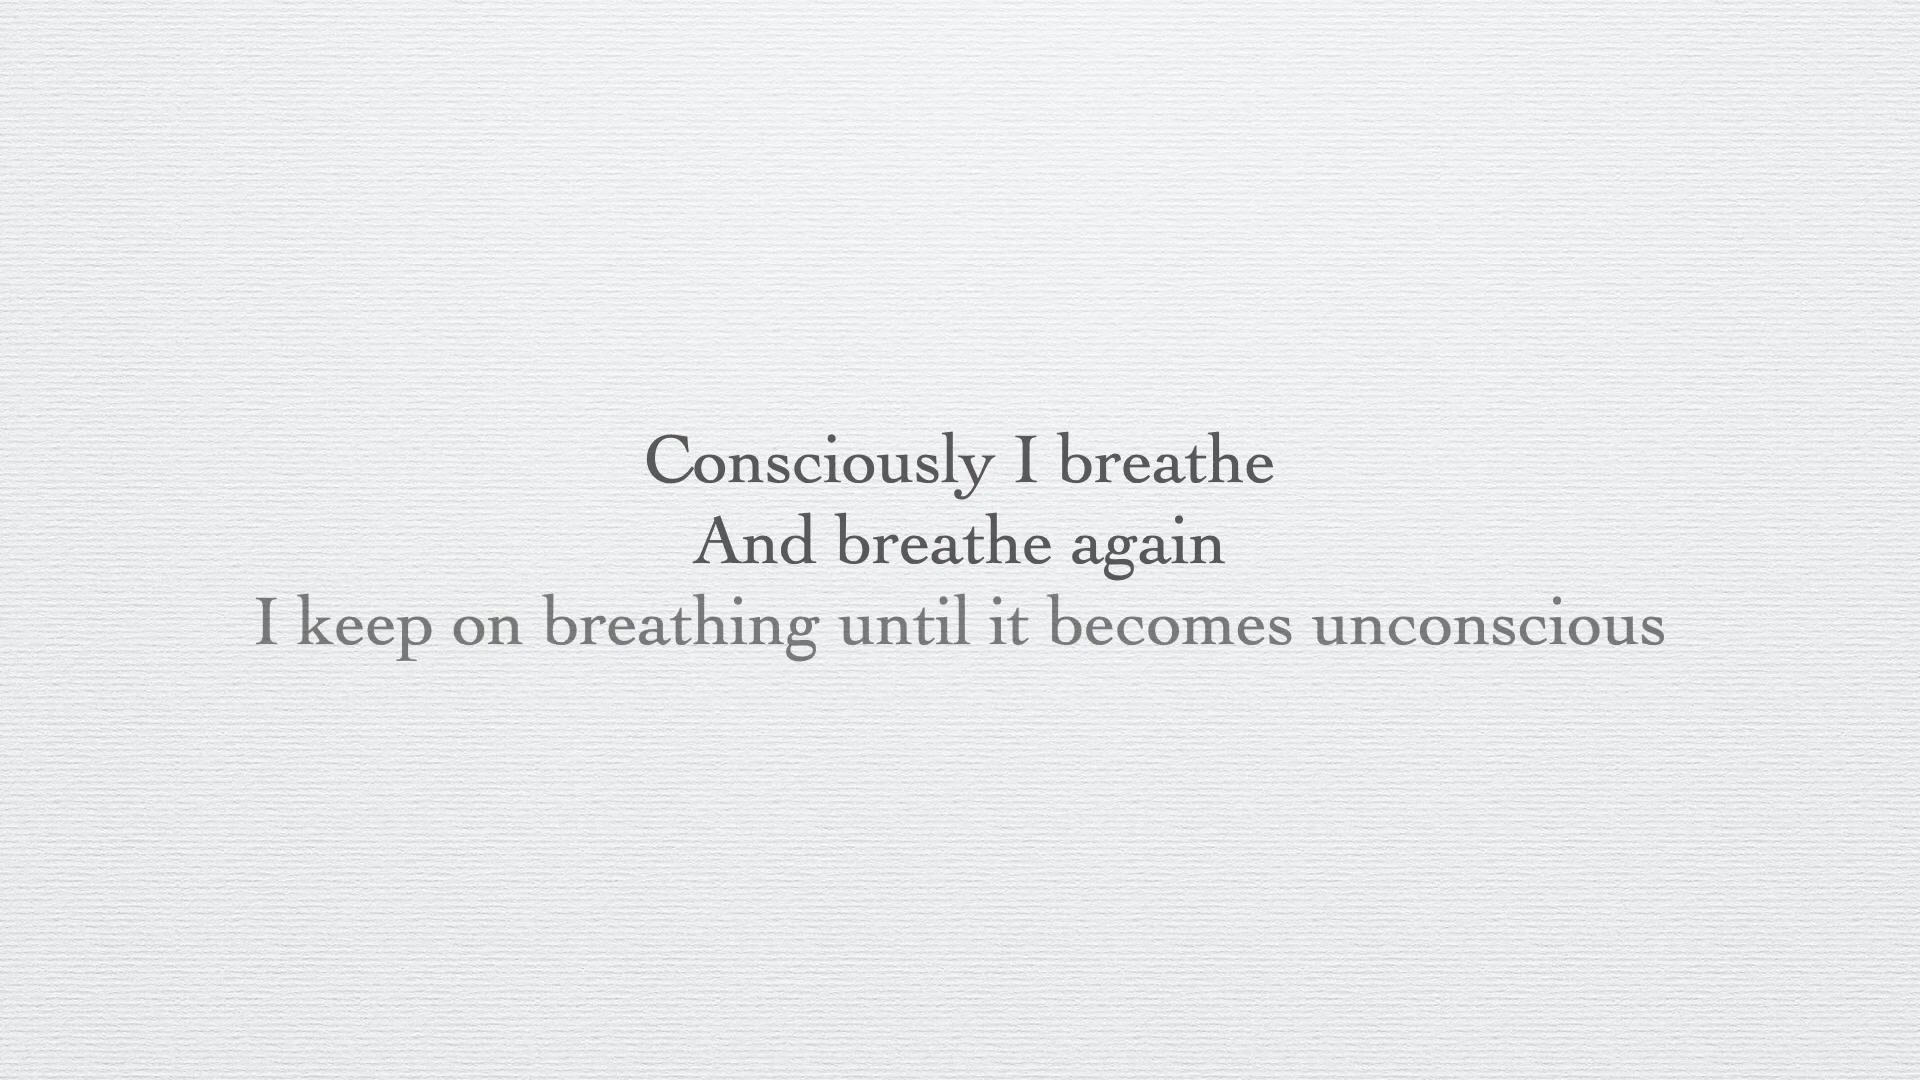 Consciously I breathe
And breathe again
I keep on breathing until it becomes unconscious